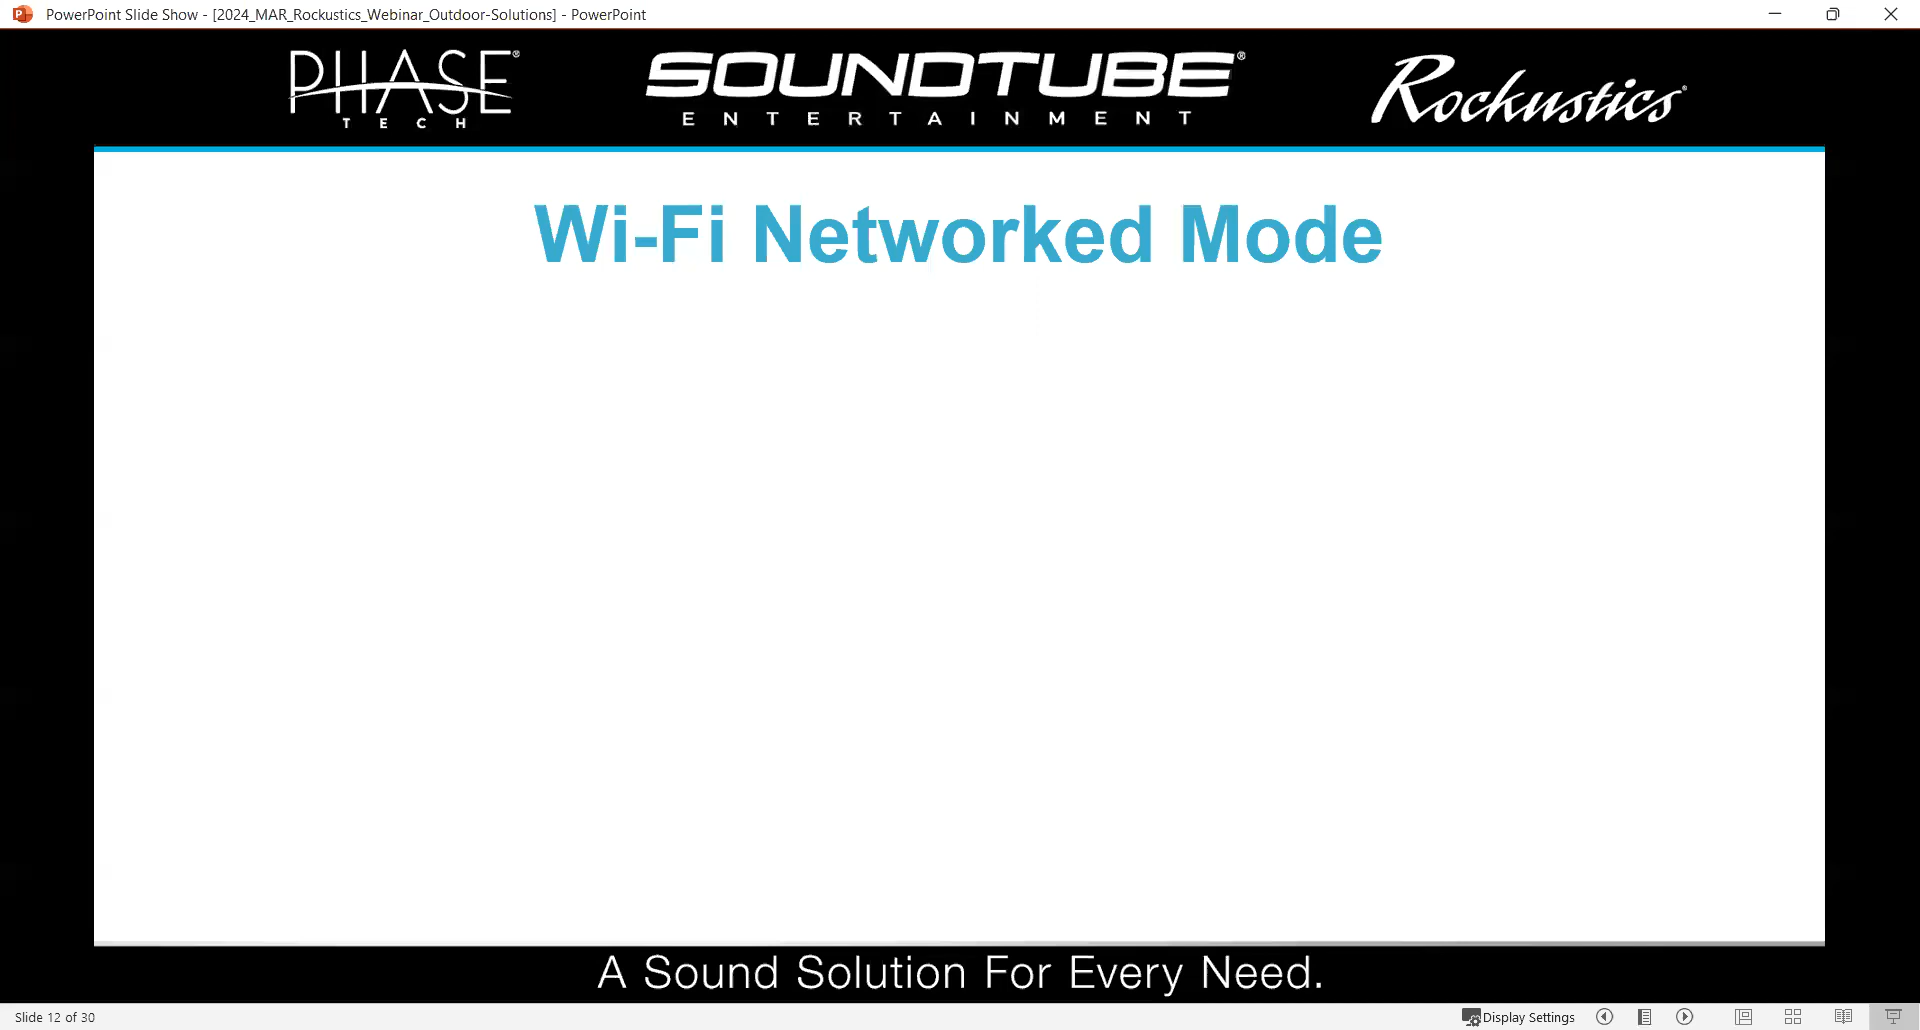 PowerPoint Slide Show - [2024_MAR_Rockustics_Webinar_Outdoor-Solutions] - PowerPoint
PHASE®
TECH
SOUNDTUBE®
ENTERTAINMENT
Rockustics®
Wi-Fi Networked Mode
A Sound Solution For Every Need.
Slide 12 of 30
Display Settings